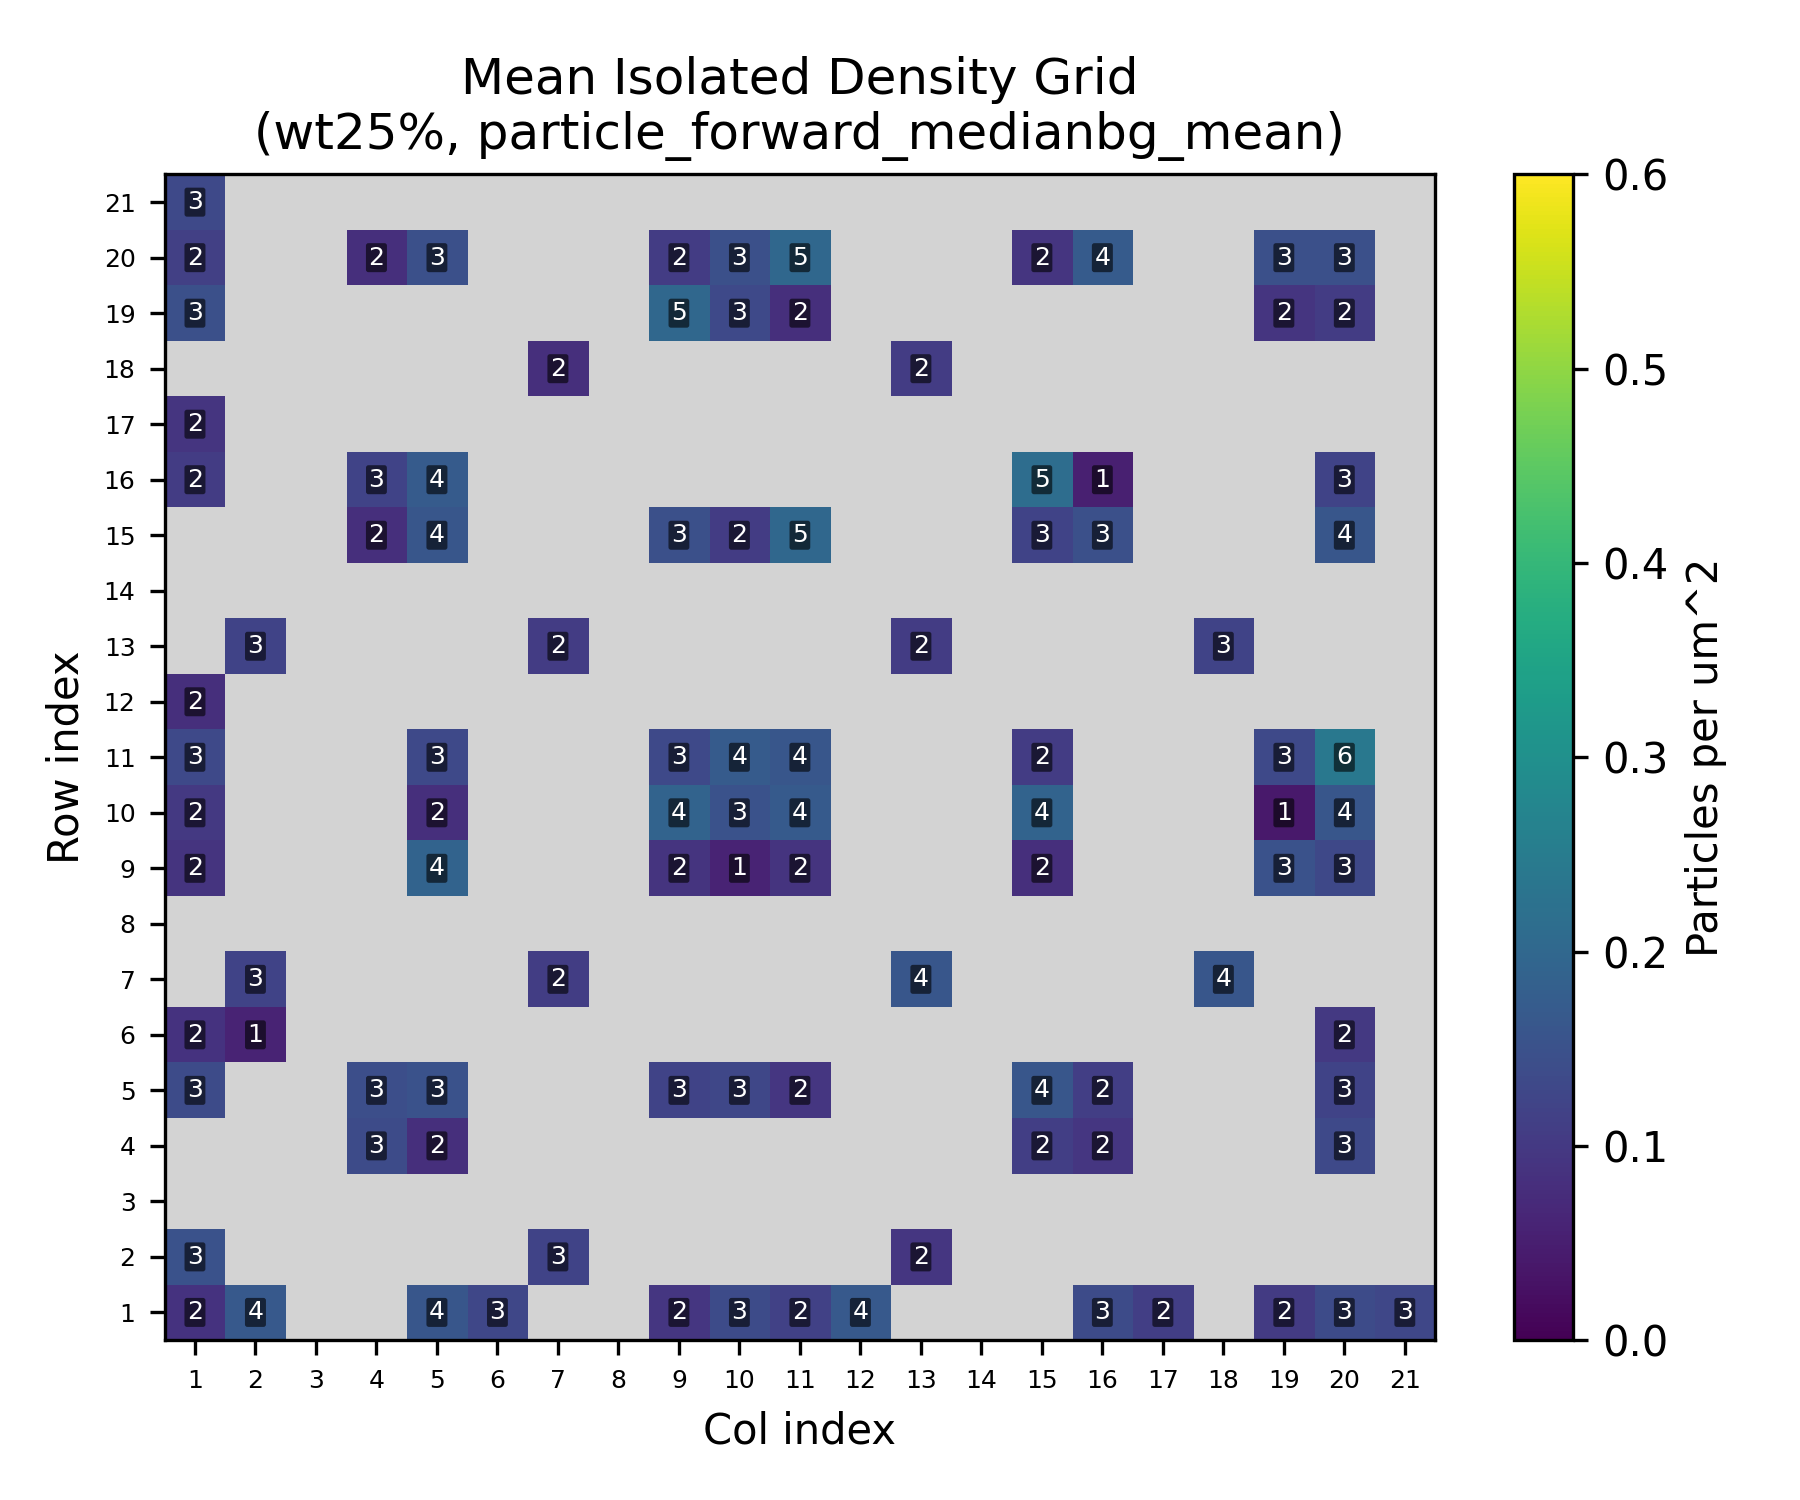 Mean Isolated Density Grid
(wt25%, particle_forward_medianbg_mean)
21 3
20 2 2 3 2 3 5 2 4 3 3
19 3 5 3 2 2 2
18 2 2
17 2
16 2 3 4 5 1 3
15 2 4 3 2 5 3 3 4
14
13 3 2 2 3
12 2
11 3 3 3 4 4 2 3 6
10 2 2 4 3 4 4 1 4
9 2 4 2 1 2 2 3 3
8
7 3 2 4 4
6 2 1 2
5 3 3 3 3 3 2 4 2 3
4 3 2 2 2 3
3
2 3 3 2
1 2 4 4 3 2 3 2 4 3 2 2 3 3
1 2 3 4 5 6 7 8 9 10 11 12 13 14 15 16 17 18 19 20 21
Col index
Row index
0.6
0.5
0.4
0.3
0.2
0.1
0.0
Particles per um^2